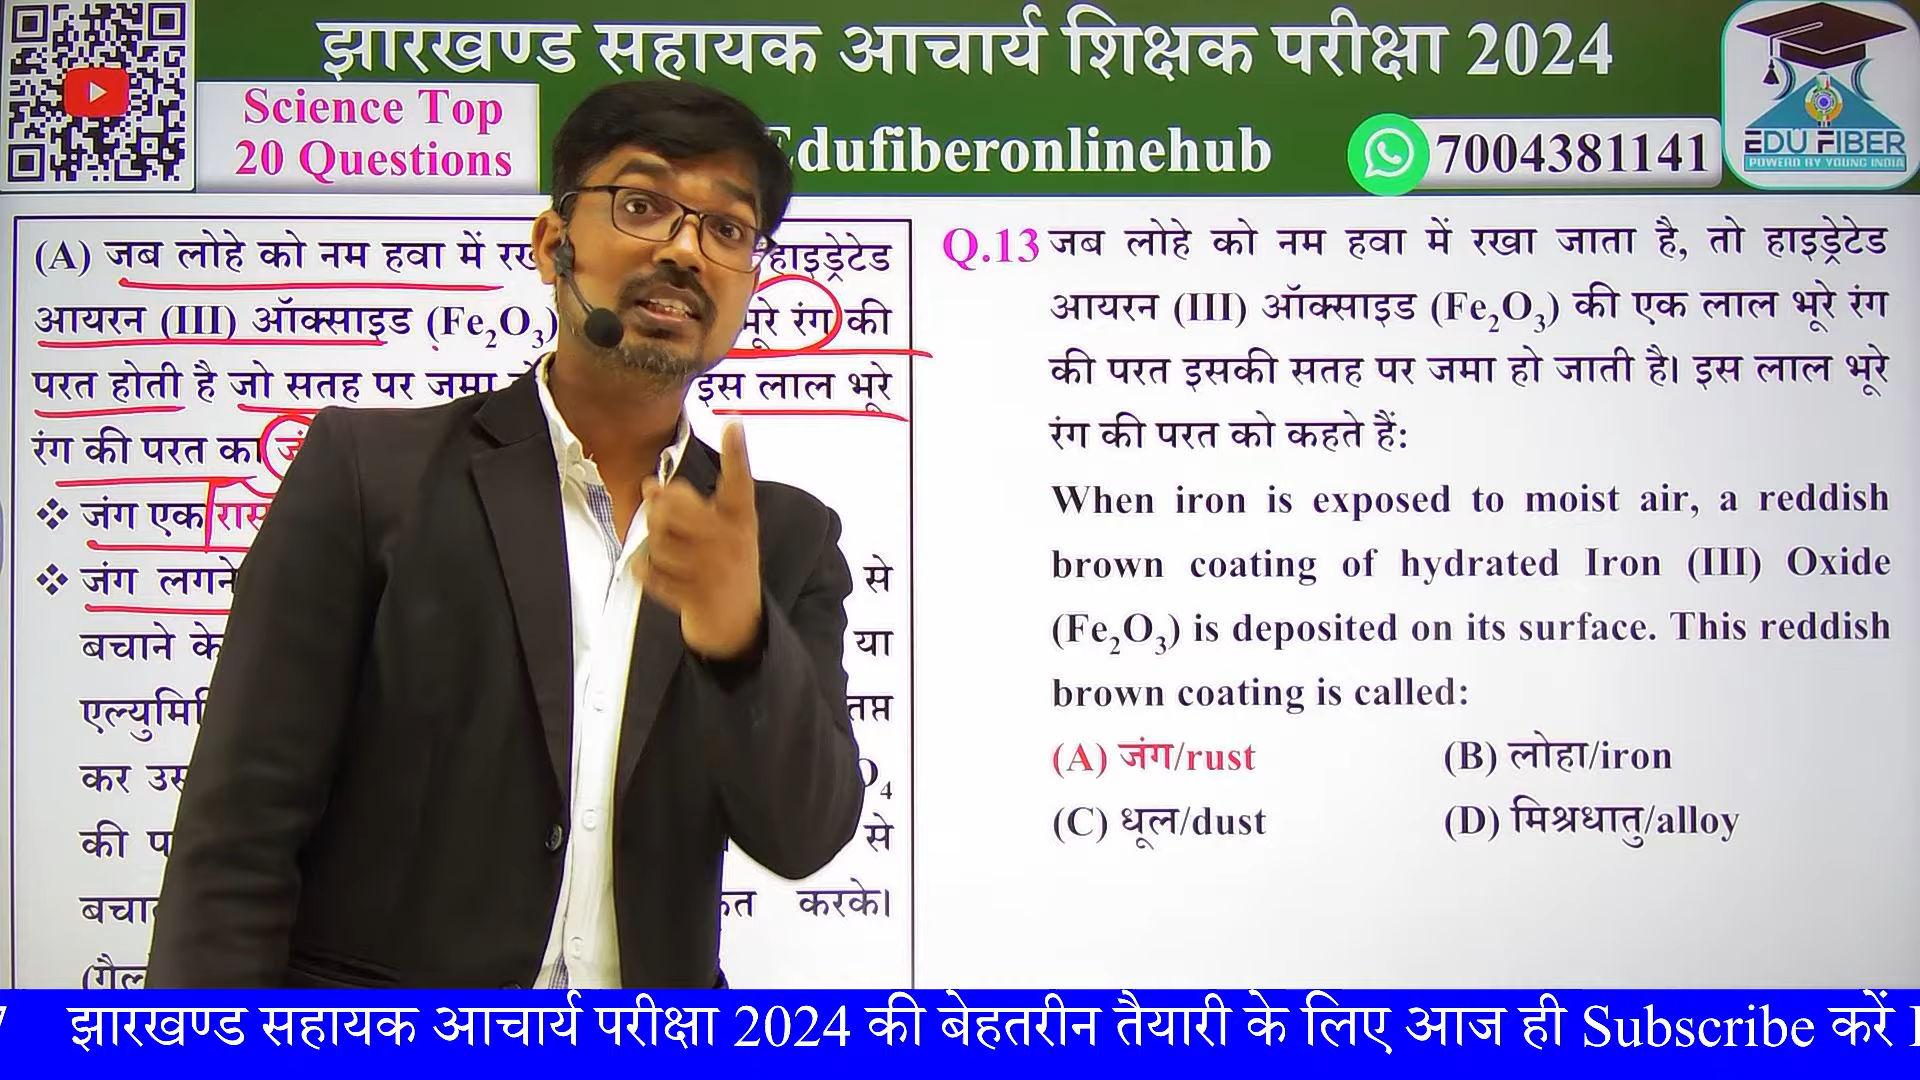 झारखण्ड सहायक आचार्य शिक्षक परीक्षा 2024
Science Top
20 Questions
Edufiberonlinehub
7004381141
EDU FIBER
POWERD BY YOUNG INDIA
(A) जब लोहे को नम हवा में हाइड्रेटेड
आयरन (III) ऑक्साइड (Fe₂O₃) भूरे रंग की
परत होती है जो सतह पर जमा इस लाल भूरे
रंग की परत का
❖ जंग एक
❖ जंग लगने से
बचाने के या
कर
की से
बचा करके।
Q.13 जब लोहे को नम हवा में रखा जाता है, तो हाइड्रेटेड
आयरन (III) ऑक्साइड (Fe₂O₃) की एक लाल भूरे रंग
की परत इसकी सतह पर जमा हो जाती है। इस लाल भूरे
रंग की परत को कहते हैं:
When iron is exposed to moist air, a reddish
brown coating of hydrated Iron (III) Oxide
(Fe₂O₃) is deposited on its surface. This reddish
brown coating is called:
(A) जंग/rust (B) लोहा/iron
(C) धूल/dust (D) मिश्रधातु/alloy
झारखण्ड सहायक आचार्य परीक्षा 2024 की बेहतरीन तैयारी के लिए आज ही Subscribe करें